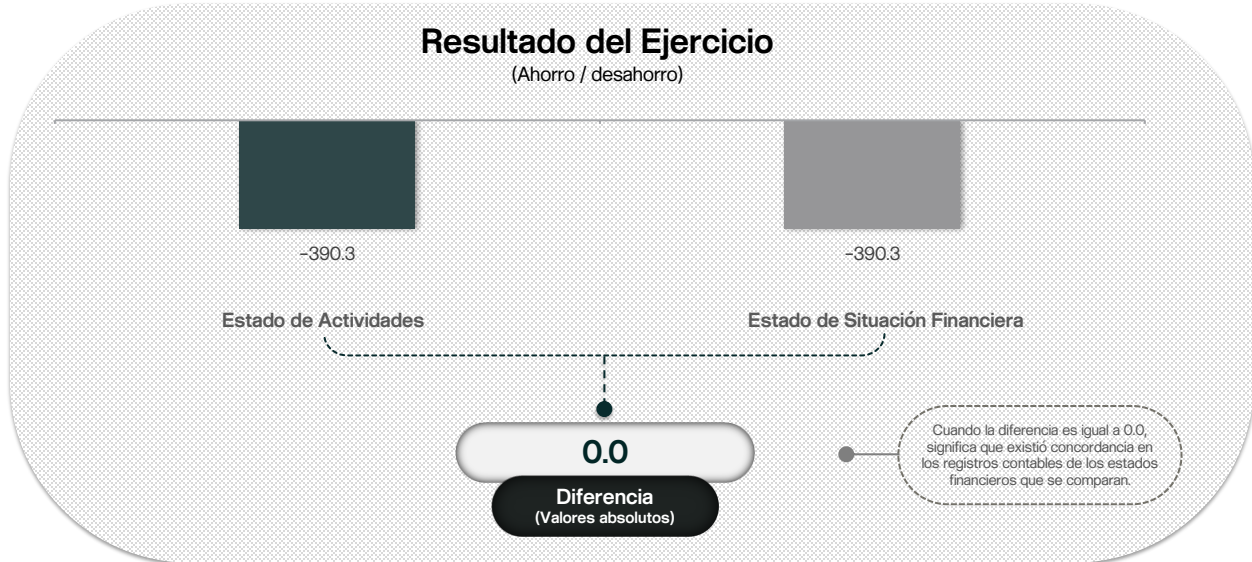 Resultado del Ejercicio
(Ahorro / desahorro)
-390.3
-390.3
Estado de Actividades
Estado de Situación Financiera
0.0
Diferencia
(Valores absolutos)
Cuando la diferencia es igual a 0.0,
significa que existió concordancia en
los registros contables de los estados
financieros que se comparan.